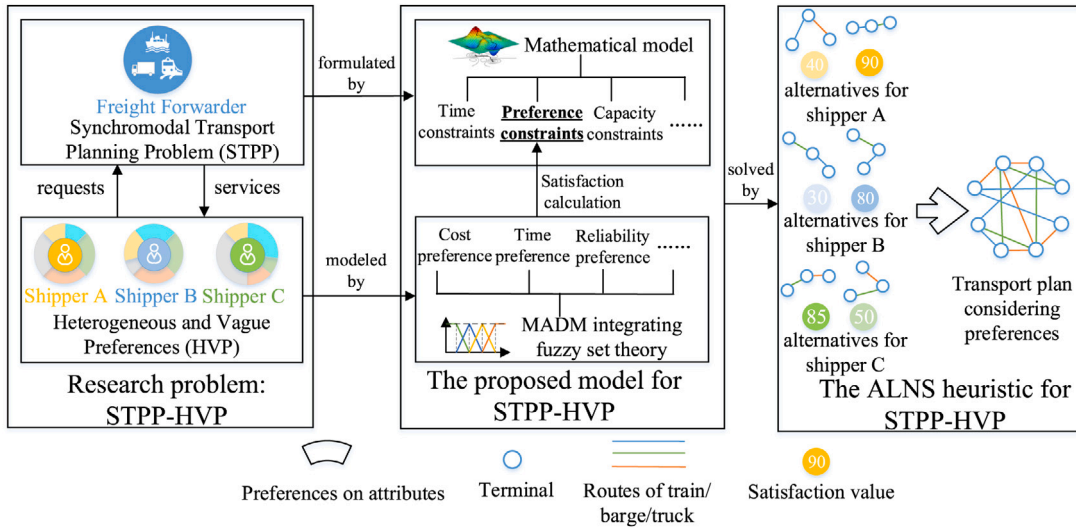 Freight Forwarder
Synchromodal Transport
Planning Problem (STPP)
requests
services
Shipper A
Shipper B
Shipper C
Heterogeneous and Vague
Preferences (HVP)
Research problem:
STPP-HVP
formulated
by
modeled
by
Mathematical model
Time
constraints
Preference
constraints
Capacity
constraints
......
Satisfaction
calculation
Cost
preference
Time
preference
Reliability
preference
......
MADM integrating
fuzzy set theory
The proposed model for
STPP-HVP
solved
by
40
90
alternatives for
shipper A
30
80
alternatives for
shipper B
85
50
alternatives for
shipper C
Transport plan
considering
preferences
The ALNS heuristic for
STPP-HVP
Preferences on attributes
Terminal
Routes of train/
barge/truck
90
Satisfaction value